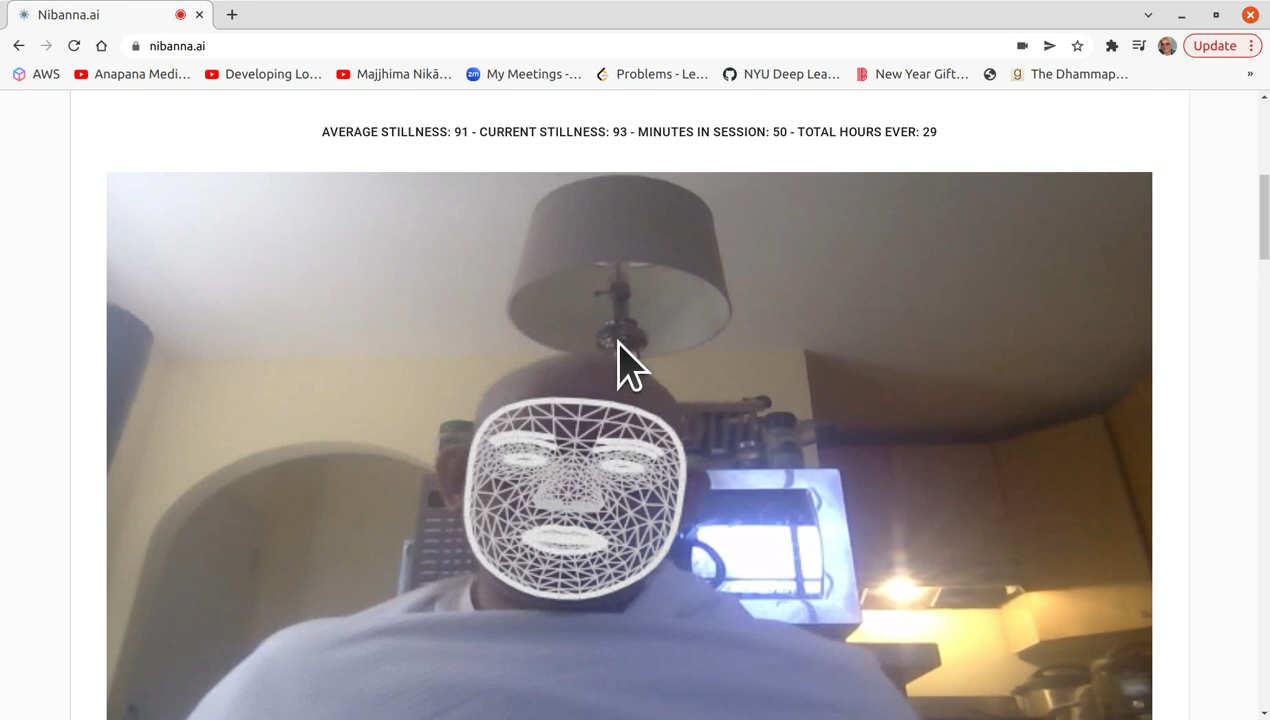 Nibanna.ai
nibanna.ai
Update
AWS
Anapana Medi...
Developing Lo...
Majjhima Nikā...
zm My Meetings -...
Problems - Le...
NYU Deep Lea...
New Year Gift...
g The Dhammap...
»
AVERAGE STILLNESS: 91 - CURRENT STILLNESS: 93 - MINUTES IN SESSION: 50 - TOTAL HOURS EVER: 29